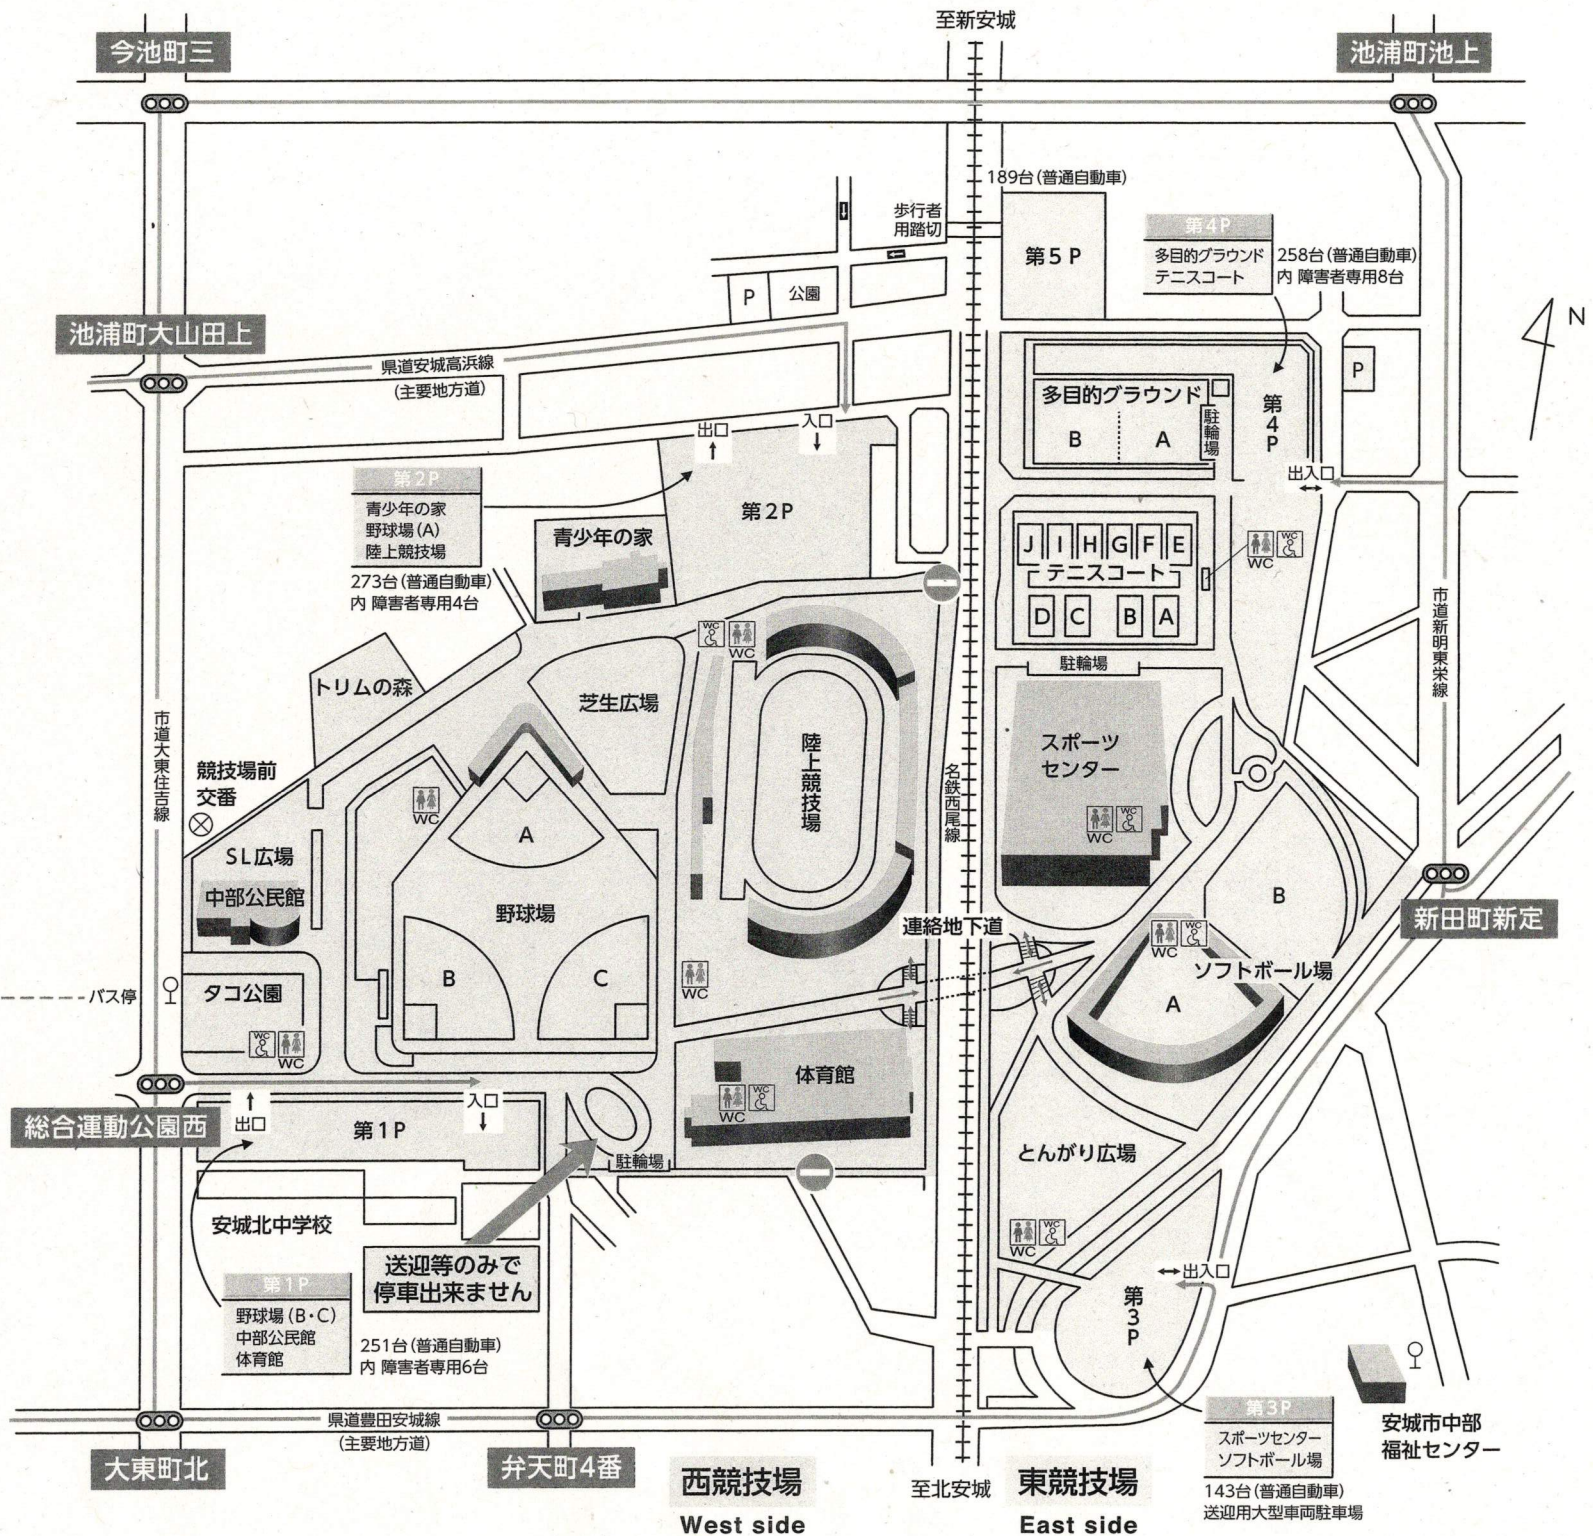 至新安城
今池町三
池浦町池上
189台(普通自動車)
歩行者
用踏切
第5P
第4P
多目的グラウンド
テニスコート
258台(普通自動車)
内 障害者専用8台
P
公園
N
池浦町大山田上
県道安城高浜線
(主要地方道)
P
多目的グラウンド
B
A
駐輪場
第4P
出入口
出口
入口
第2P
青少年の家
野球場(A)
陸上競技場
273台(普通自動車)
内 障害者専用4台
第2P
青少年の家
J I H G F E
テニスコート
D C B A
WC
WC
駐輪場
市道新明東栄線
WC
WC
トリムの森
芝生広場
陸上競技場
スポーツ
センター
WC
WC
名鉄西尾線
市道大東住吉線
競技場前
交番
WC
A
SL広場
中部公民館
野球場
B
C
連絡地下道
B
新田町新定
WC
WC
ソフトボール場
A
バス停
タコ公園
WC
WC
WC
体育館
WC
WC
総合運動公園西
出口
第1P
入口
駐輪場
とんがり広場
WC
WC
安城北中学校
送迎等のみで
停車出来ません
第1P
野球場(B・C)
中部公民館
体育館
251台(普通自動車)
内 障害者専用6台
出入口
第3P
第3P
スポーツセンター
ソフトボール場
143台(普通自動車)
送迎用大型車両駐車場
安城市中部
福祉センター
県道豊田安城線
(主要地方道)
大東町北
弁天町4番
西競技場
West side
至北安城
東競技場
East side